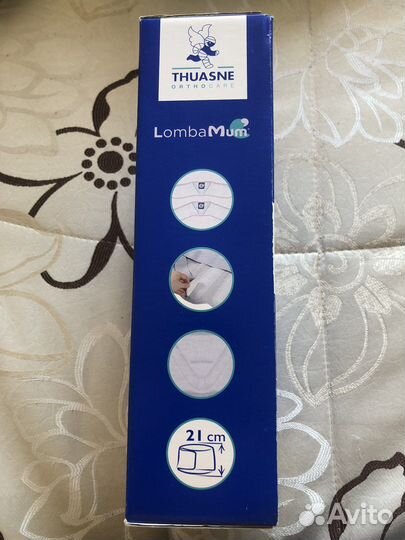 THUASNE
ORTHOCARE
LombaMum
21 cm
Avito